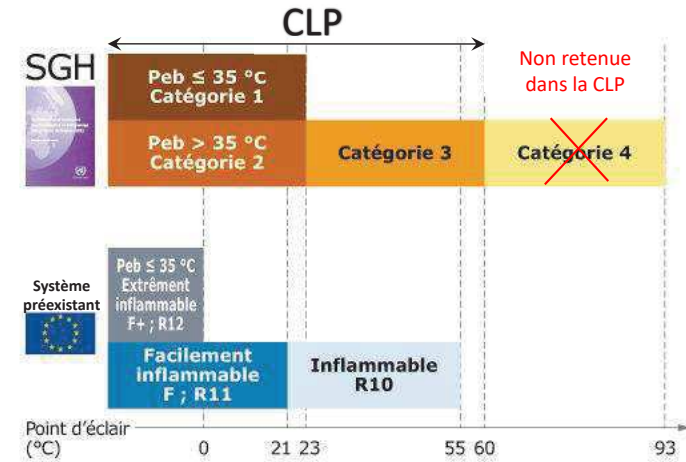 CLP
SGH
Peb ≤ 35 °C
Catégorie 1
Non retenue
dans la CLP
Peb > 35 °C
Catégorie 2
Catégorie 3
Catégorie 4
Système
préexistant
Peb ≤ 35 °C
Extrêment
inflammable
F+ ; R12
Facilement
inflammable
F ; R11
Inflammable
R10
Point d'éclair
(°C)
0
21
23
55
60
93